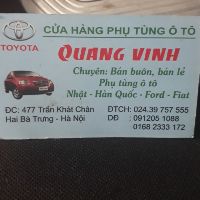 CỬA HÀNG PHỤ TÙNG Ô TÔ
TOYOTA
QUANG VINH
Chuyên: Bán buôn, bán lẻ
Phụ tùng ô tô
Nhật - Hàn Quốc - Ford - Fiat
ĐC: 477 Trần Khát Chân
Hai Bà Trưng - Hà Nội
ĐTCH: 024.39 757 555
DĐ : 091205 1088
0168 2333 172